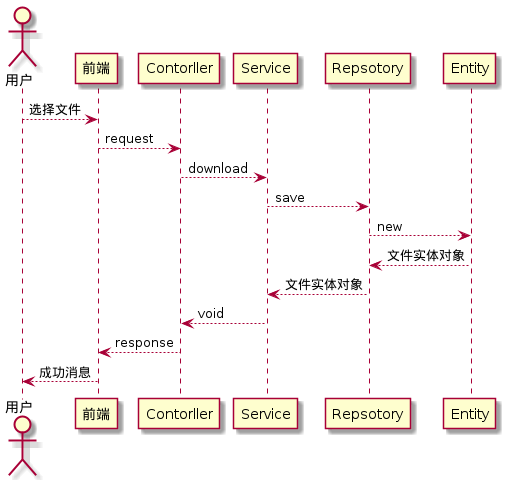 用户
前端
Contorller
Service
Repsotory
Entity
选择文件
request
download
save
new
文件实体对象
文件实体对象
void
response
成功消息
用户
前端
Contorller
Service
Repsotory
Entity